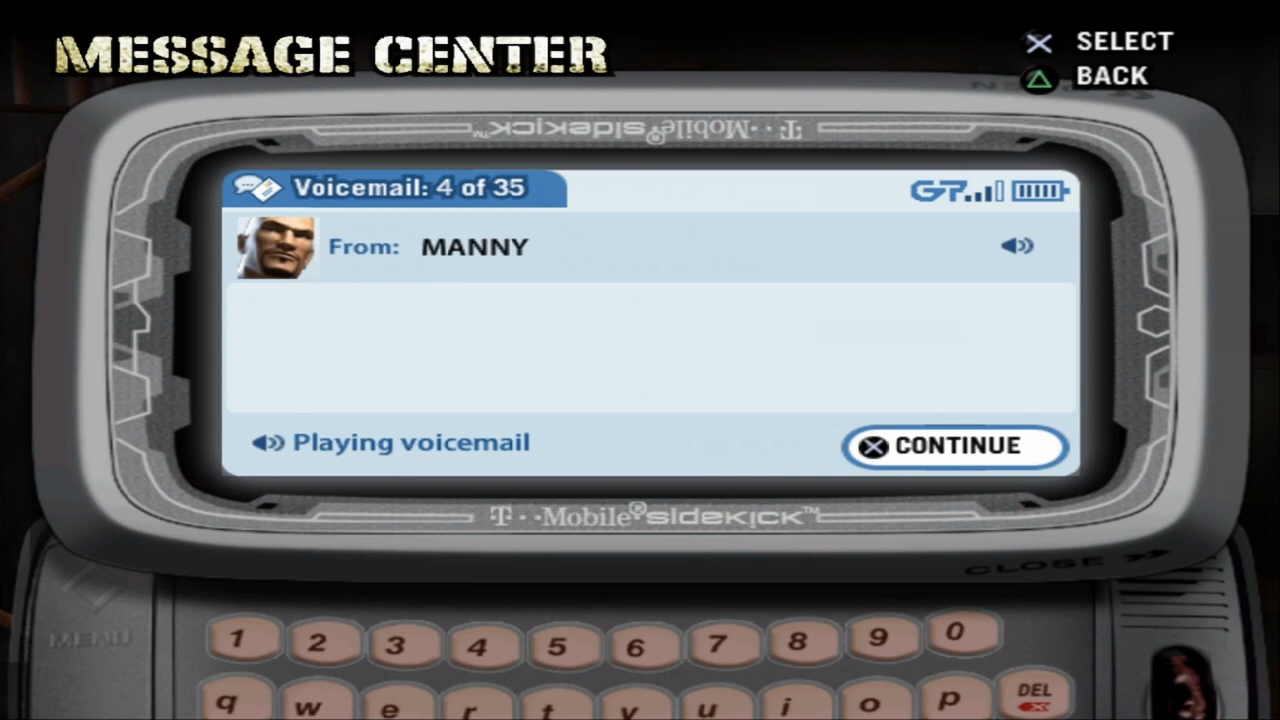 MESSAGE CENTER
SELECT
BACK
T··Mobile®sidekick™
Voicemail: 4 of 35
From: MANNY
Playing voicemail
CONTINUE
T··Mobile®sidekick™
CLOSE
MENU
1 2 3 4 5 6 7 8 9 0
q w e r t y u i o p DEL